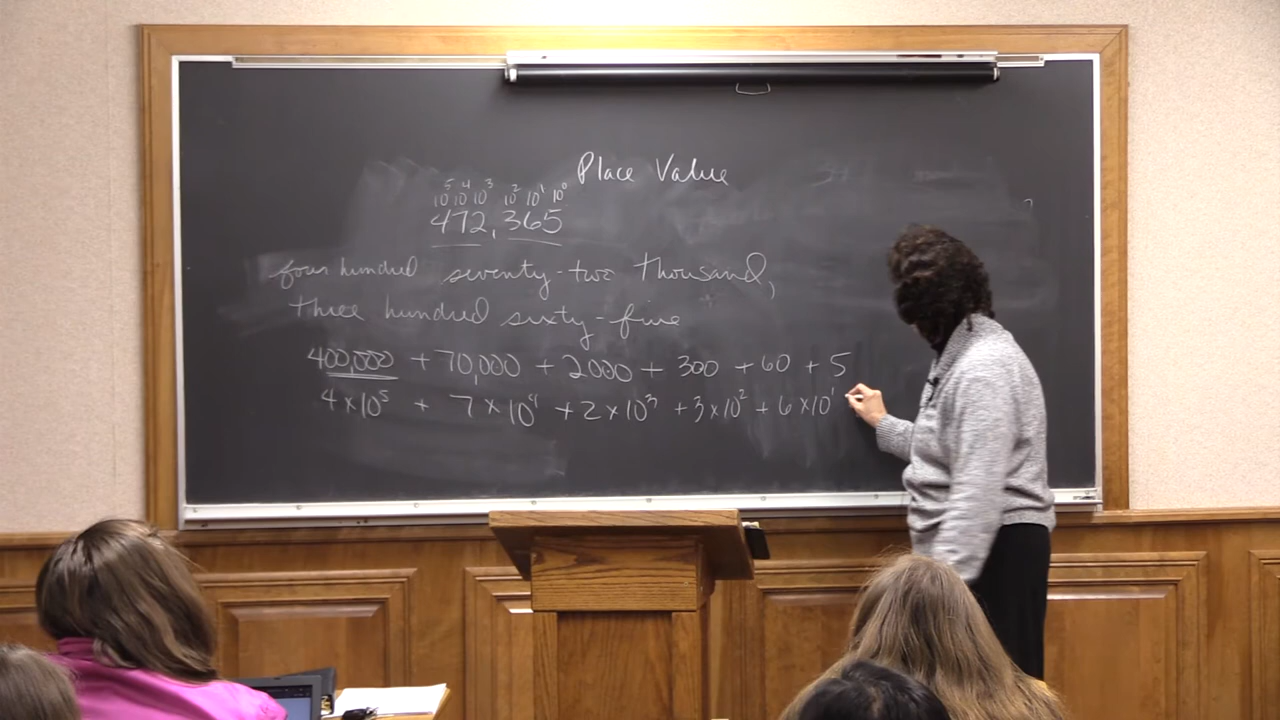 Place Value
10⁵ 10⁴ 10³ 10² 10¹ 10⁰
472,365
four hundred seventy-two thousand,
three hundred sixty-five
400,000 + 70,000 + 2000 + 300 + 60 + 5
4 × 10⁵ + 7 × 10⁴ + 2 × 10³ + 3 × 10² + 6 × 10¹